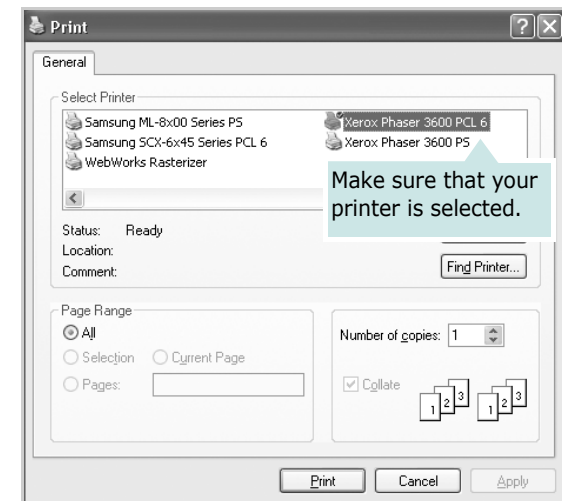 Print
General
Select Printer
Samsung ML-8x00 Series PS
Samsung SCX-6x45 Series PCL 6
WebWorks Rasterizer
Xerox Phaser 3600 PCL 6
Xerox Phaser 3600 PS
Make sure that your
printer is selected.
Status: Ready
Location:
Comment:
Find Printer...
Page Range
All
Selection Current Page
Pages:
Number of copies: 1
Collate
1 2 3 1 2 3
Print Cancel Apply